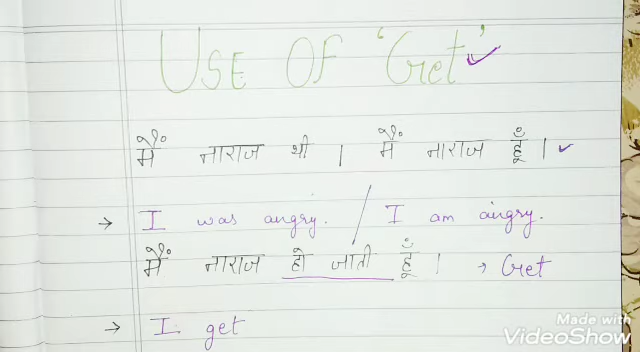 USE OF 'Get' ✓
मैं नाराज थी । मैं नाराज हूँ । ✓
→ I was angry. / I am angry.
मैं नाराज हो जाती हूँ । → Get
→ I get
Made with
VideoShow